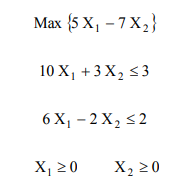 Max {5 X₁ − 7 X₂}
10 X₁ + 3 X₂ ≤ 3
6 X₁ − 2 X₂ ≤ 2
X₁ ≥ 0 X₂ ≥ 0